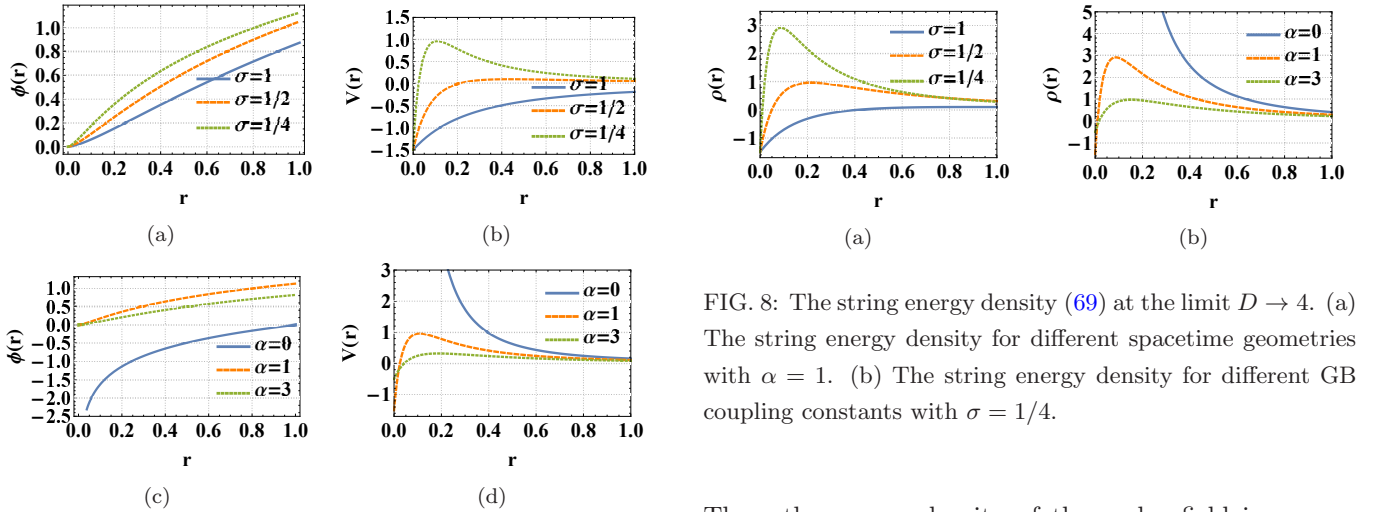 1.0
0.8
0.6
0.4
0.2
0.0
ϕ(r)
σ=1
σ=1/2
σ=1/4
0.0 0.2 0.4 0.6 0.8 1.0
r
(a)
1.5
1.0
0.5
0.0
−0.5
−1.0
−1.5
V(r)
σ=1
σ=1/2
σ=1/4
0.0 0.2 0.4 0.6 0.8 1.0
r
(b)
1.0
0.5
0.0
−0.5
−1.0
−1.5
−2.0
−2.5
ϕ(r)
α=0
α=1
α=3
0.0 0.2 0.4 0.6 0.8 1.0
r
(c)
3
2
1
0
−1
V(r)
α=0
α=1
α=3
0.0 0.2 0.4 0.6 0.8 1.0
r
(d)
3
2
1
0
−1
ρ(r)
σ=1
σ=1/2
σ=1/4
0.0 0.2 0.4 0.6 0.8 1.0
r
(a)
5
4
3
2
1
0
−1
ρ(r)
α=0
α=1
α=3
0.0 0.2 0.4 0.6 0.8 1.0
r
(b)
FIG. 8: The string energy density (69) at the limit D → 4. (a)
The string energy density for different spacetime geometries
with α = 1. (b) The string energy density for different GB
coupling constants with σ = 1/4.